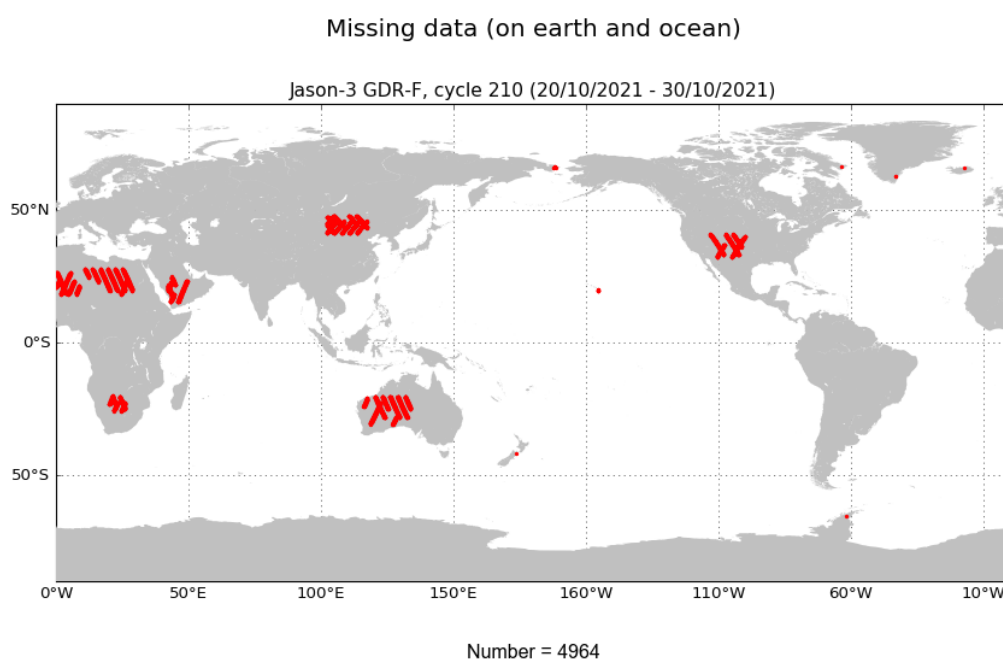 Missing data (on earth and ocean)
Jason-3 GDR-F, cycle 210 (20/10/2021 - 30/10/2021)
50°N
0°S
50°S
0°W 50°E 100°E 150°E 160°W 110°W 60°W 10°W
Number = 4964